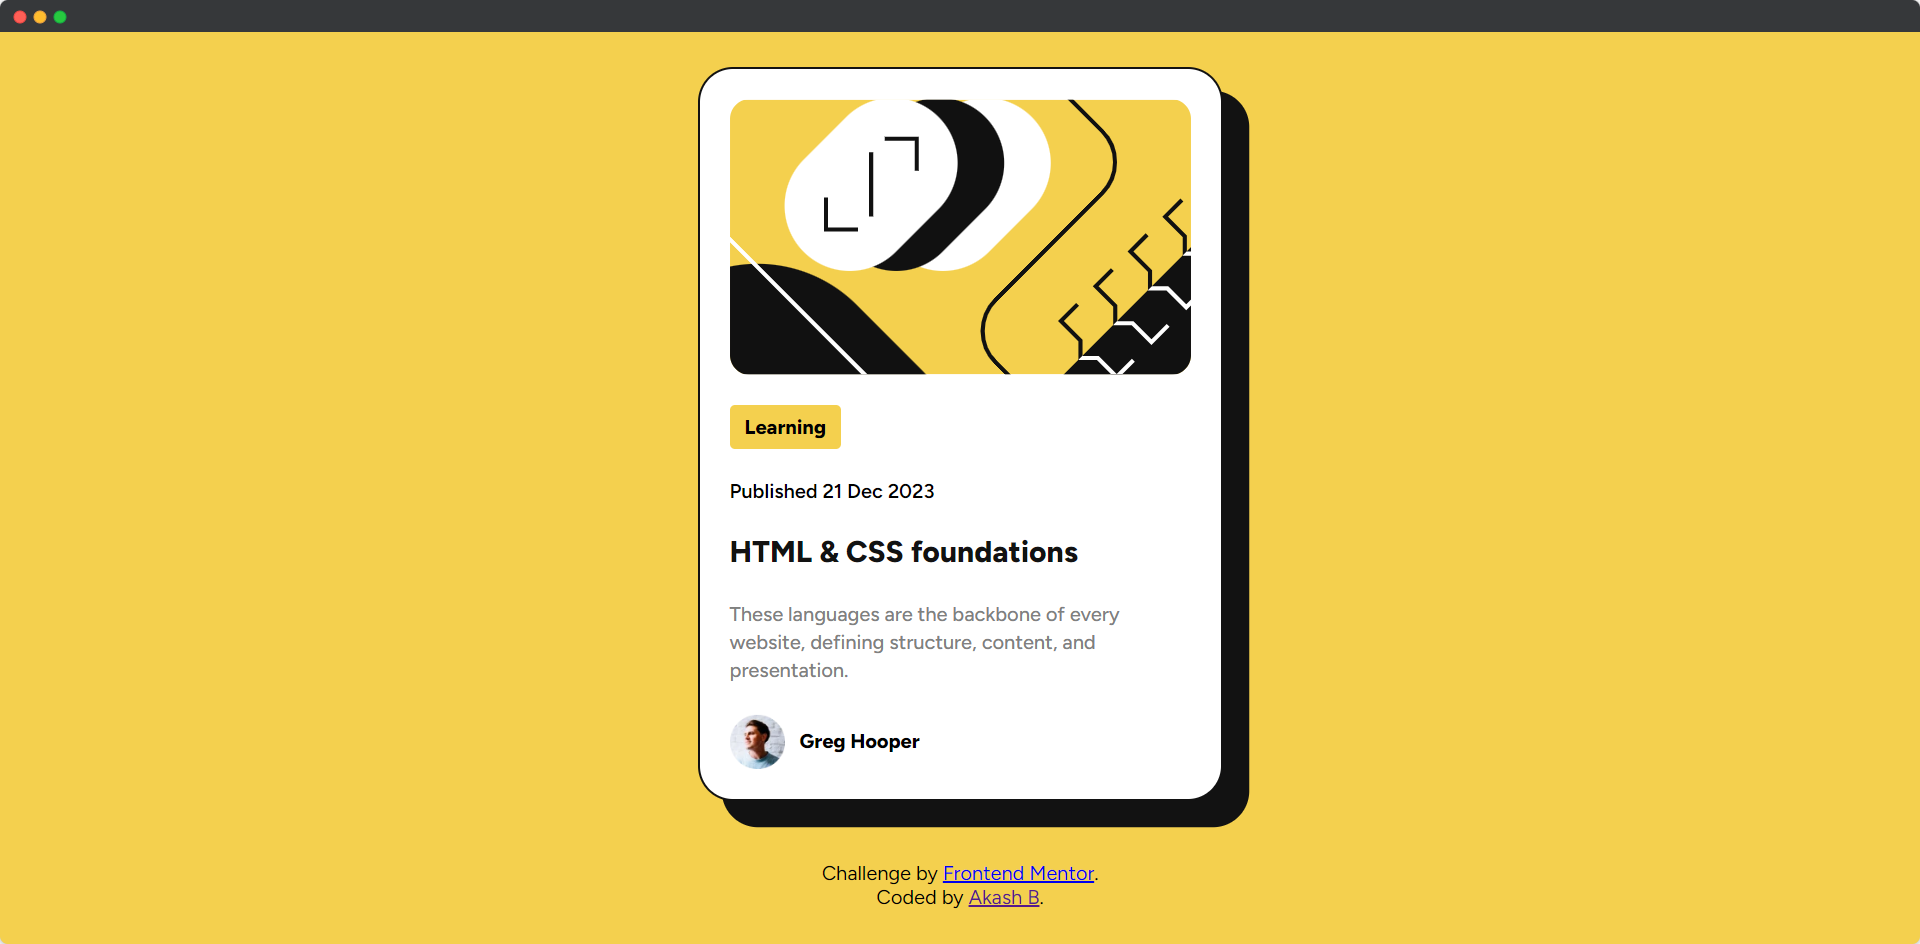 Learning
Published 21 Dec 2023
HTML & CSS foundations
These languages are the backbone of every
website, defining structure, content, and
presentation.
Greg Hooper
Challenge by Frontend Mentor.
Coded by Akash B.